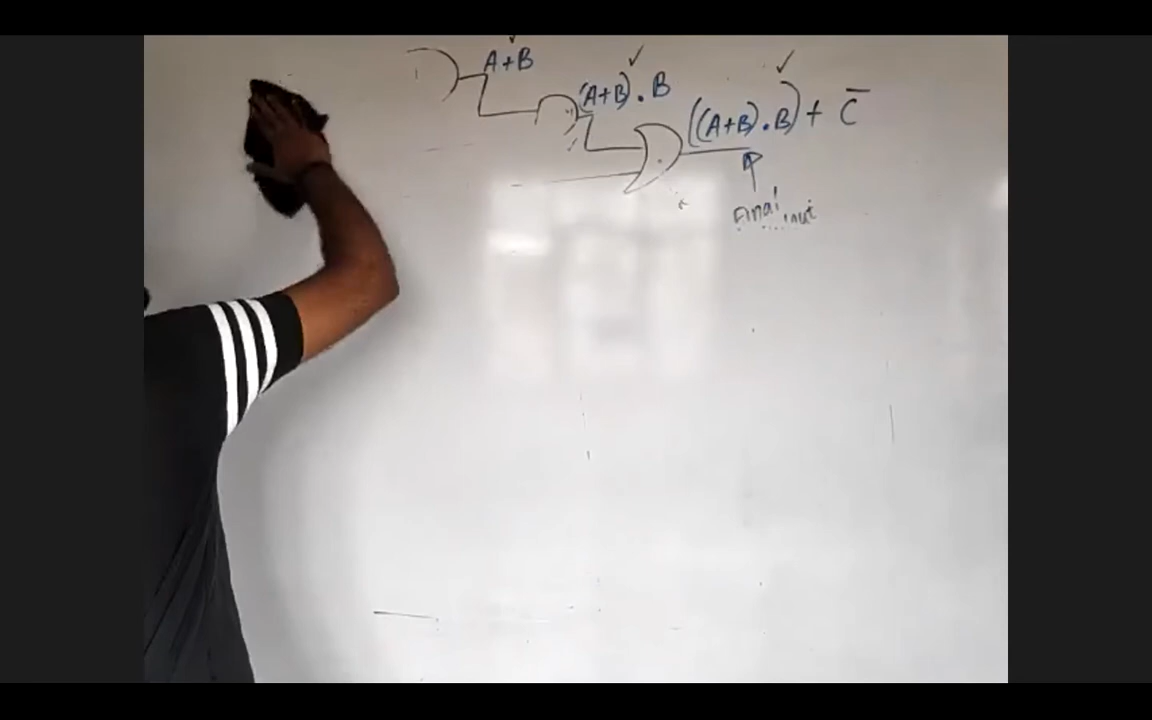 A+B
(A+B) . B
((A+B) . B) + C̅
Final